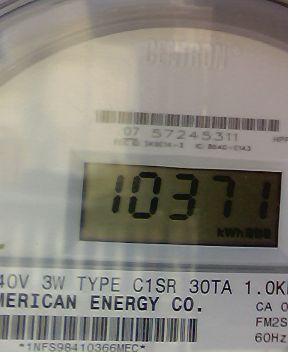 CENTRON
07 57245311
10371
kWh
40V 3W TYPE C1SR 30TA 1.0K
MERICAN ENERGY CO.
CA 0
FM2S
60Hz
*1NFS98410366MEC*